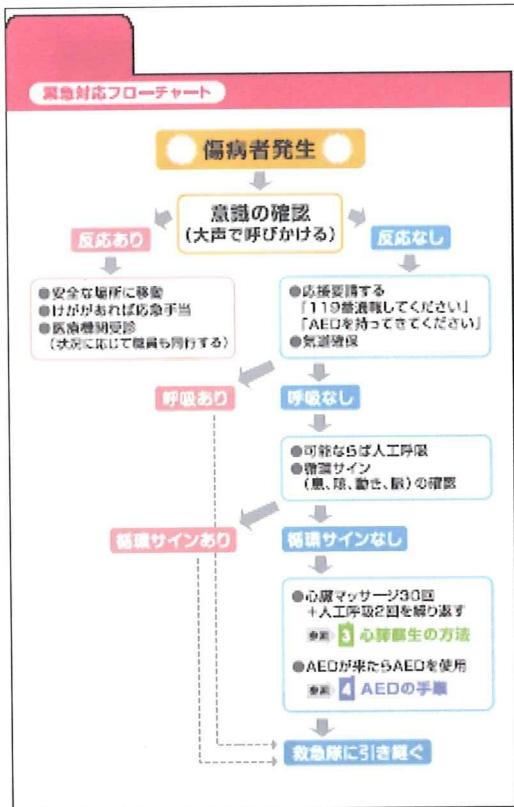 緊急対応フローチャート
傷病者発生
意識の確認
(大声で呼びかける)
反応あり
反応なし
●安全な場所に移動
●けががあれば応急手当
●医療機関受診
(状況に応じて職員も同行する)
●応援要請する
「119番通報してください」
「AEDを持ってきてください」
●気道確保
呼吸あり
呼吸なし
●可能ならば人工呼吸
●循環サイン
(息、咳、動き、脈)の確認
循環サインあり
循環サインなし
●心臓マッサージ30回
+人工呼吸2回を繰り返す
参照 3 心肺蘇生の方法
●AEDが来たらAEDを使用
参照 4 AEDの手順
救急隊に引き継ぐ